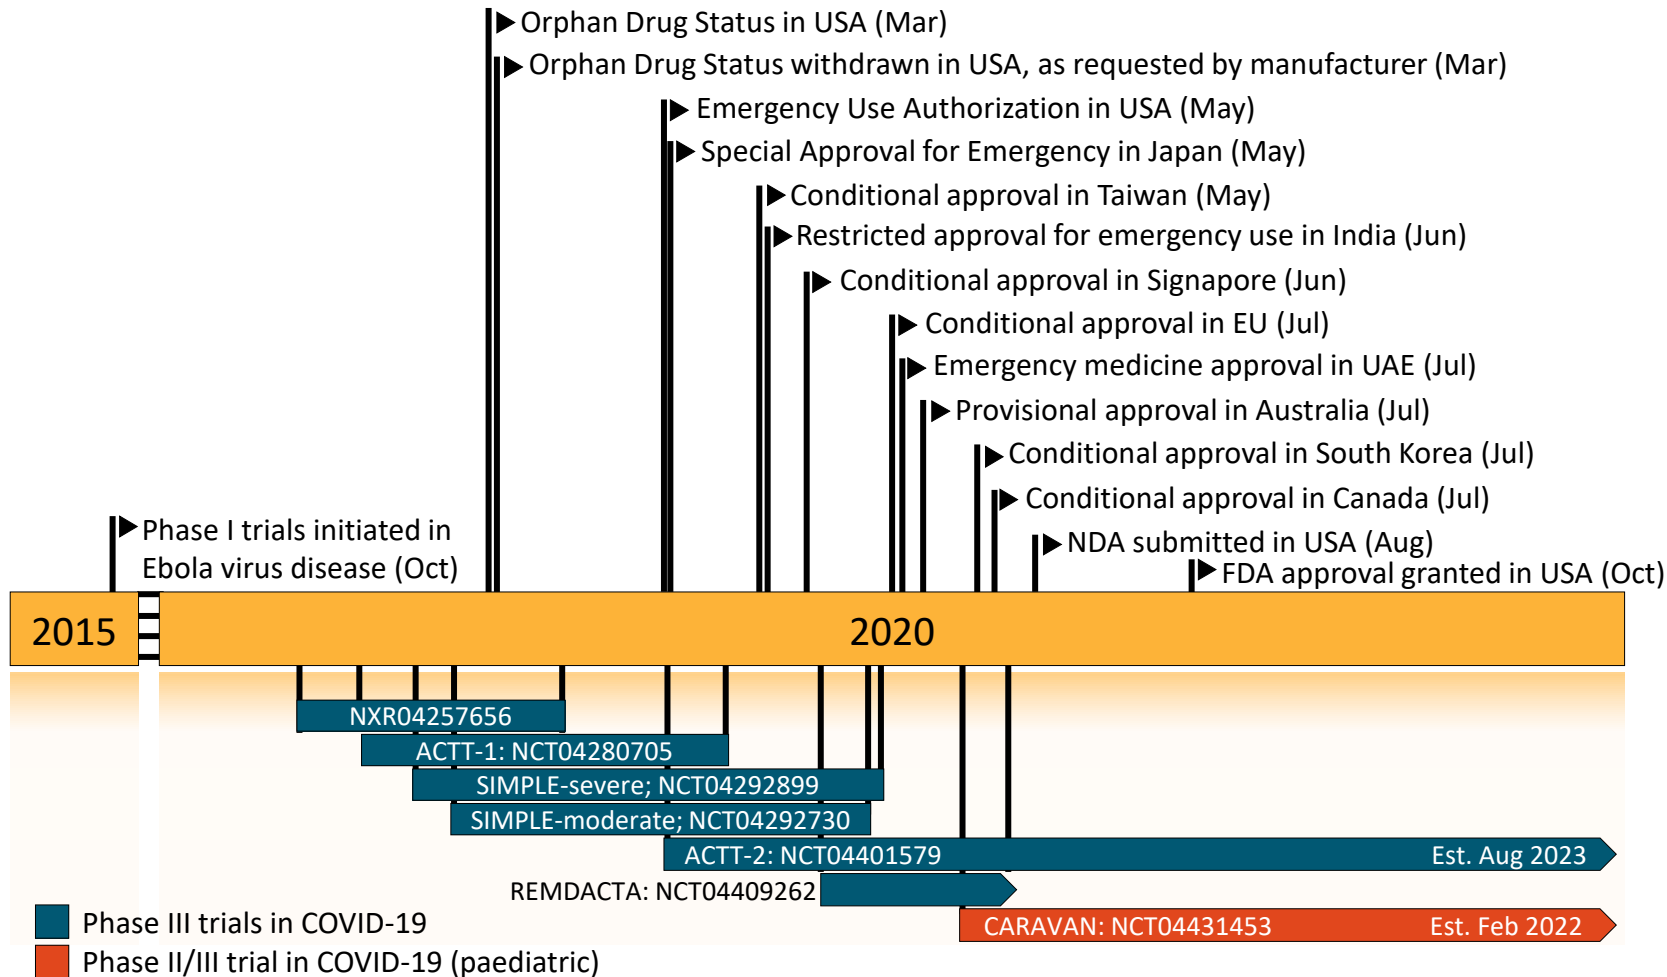 Orphan Drug Status in USA (Mar)
Orphan Drug Status withdrawn in USA, as requested by manufacturer (Mar)
Emergency Use Authorization in USA (May)
Special Approval for Emergency in Japan (May)
Conditional approval in Taiwan (May)
Restricted approval for emergency use in India (Jun)
Conditional approval in Signapore (Jun)
Conditional approval in EU (Jul)
Emergency medicine approval in UAE (Jul)
Provisional approval in Australia (Jul)
Conditional approval in South Korea (Jul)
Conditional approval in Canada (Jul)
Phase I trials initiated in
Ebola virus disease (Oct)
NDA submitted in USA (Aug)
FDA approval granted in USA (Oct)
2015
2020
NXR04257656
ACTT-1: NCT04280705
SIMPLE-severe; NCT04292899
SIMPLE-moderate; NCT04292730
ACTT-2: NCT04401579 Est. Aug 2023
REMDACTA: NCT04409262
CARAVAN: NCT04431453 Est. Feb 2022
Phase III trials in COVID-19
Phase II/III trial in COVID-19 (paediatric)